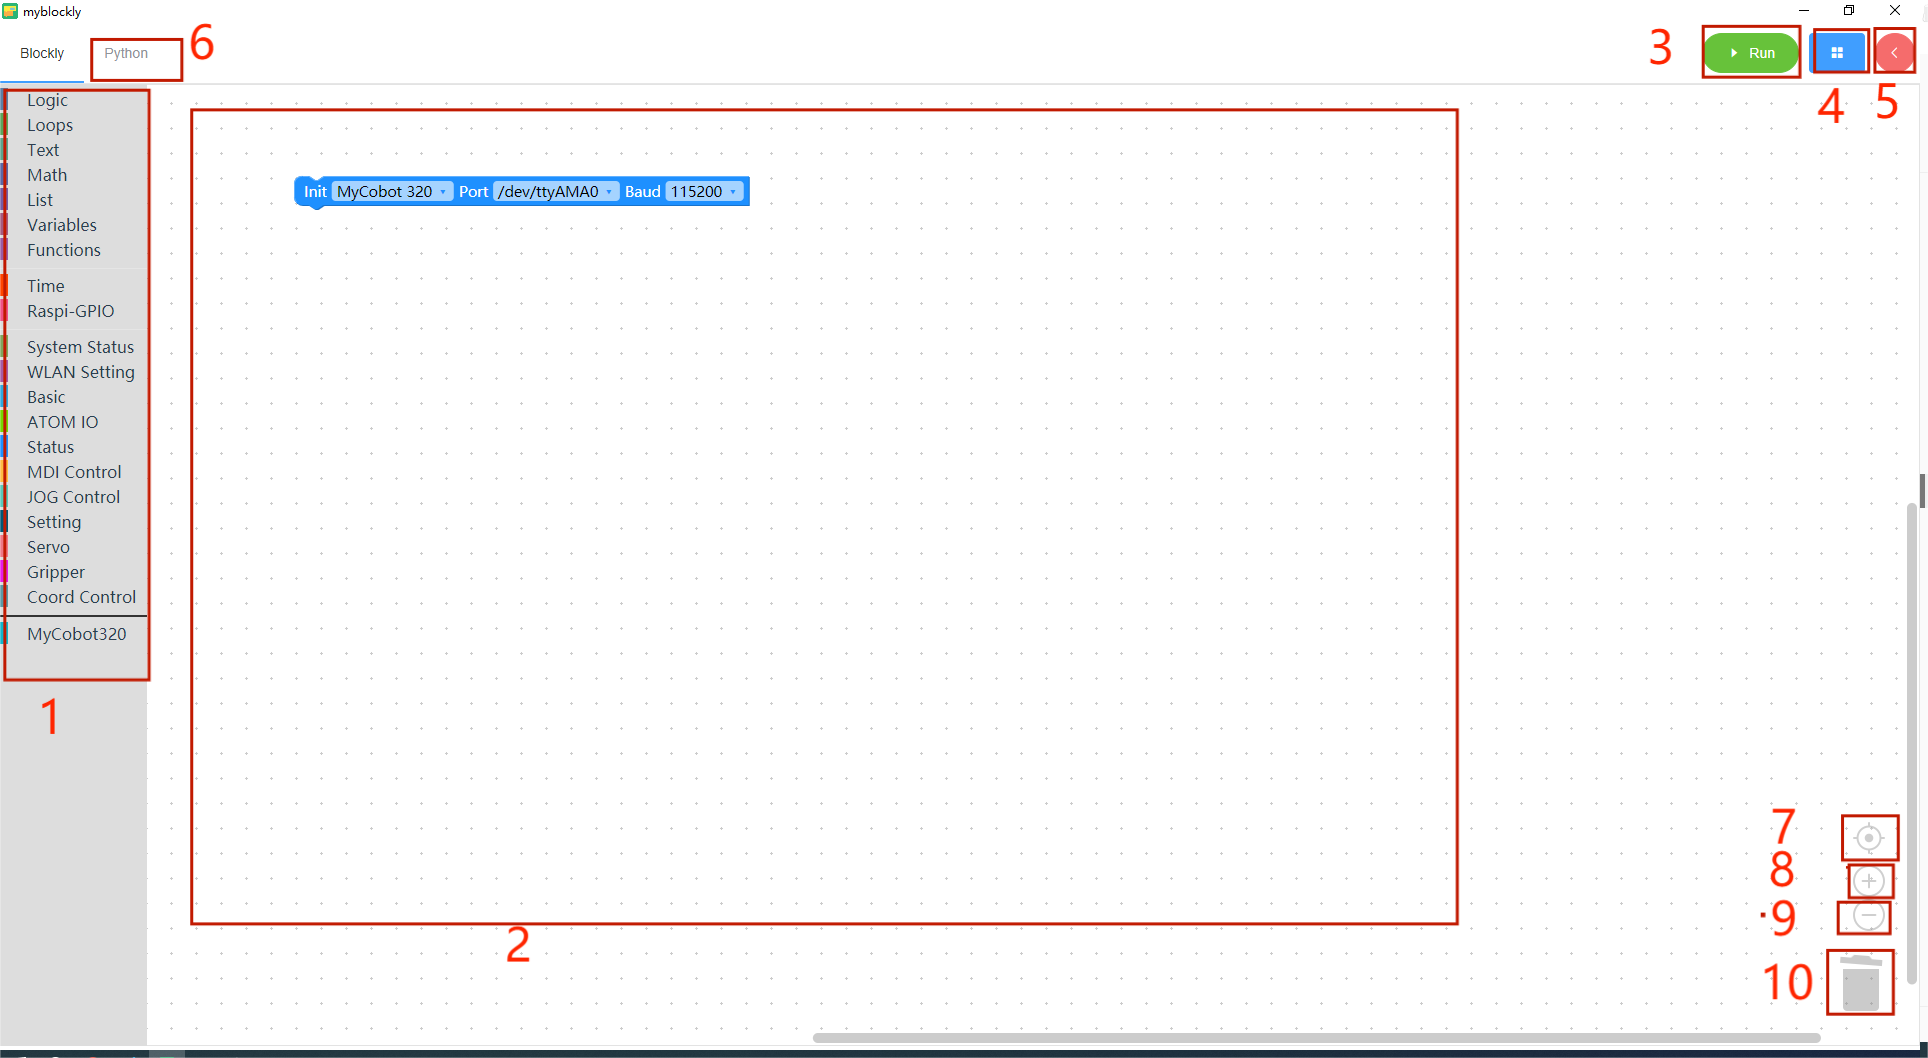 myblockly
Blockly
Python
6
3
Run
4
5
Logic
Loops
Text
Math
List
Variables
Functions
Time
Raspi-GPIO
System Status
WLAN Setting
Basic
ATOM IO
Status
MDI Control
JOG Control
Setting
Servo
Gripper
Coord Control
MyCobot320
1
Init MyCobot 320 Port /dev/ttyAMA0 Baud 115200
2
7
8
9
10